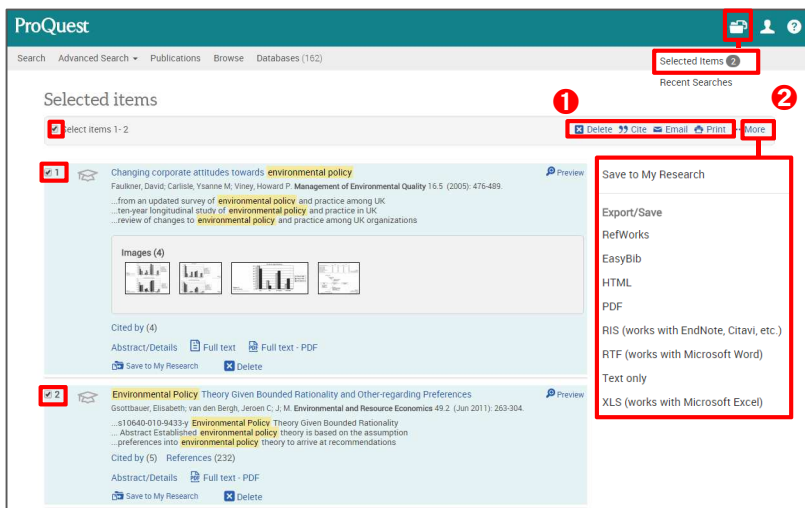 ProQuest
Search Advanced Search Publications Browse Databases (162)
Selected Items 2
Recent Searches
Selected items
1
2
Select items 1- 2
Delete Cite Email Print More
1 Changing corporate attitudes towards environmental policy Preview
Faulkner, David; Carlisle, Ysanne M; Viney, Howard P. Management of Environmental Quality 16.5 (2005): 476-489.
...from an updated survey of environmental policy and practice among UK
...ten-year longitudinal study of environmental policy and practice in UK
...review of changes to environmental policy and practice among UK organizations
Images (4)
Cited by (4)
Abstract/Details Full text PDF Full text - PDF
Save to My Research Delete
2 Environmental Policy Theory Given Bounded Rationality and Other-regarding Preferences Preview
Gsottbauer, Elisabeth; van den Bergh, Jeroen C; J; M. Environmental and Resource Economics 49.2 (Jun 2011): 263-304.
...s10640-010-9433-y Environmental Policy Theory Given Bounded Rationality
... Abstract Established environmental policy theory is based on the assumption
...preferences into environmental policy theory to arrive at recommendations
Cited by (5) References (232)
Abstract/Details PDF Full text - PDF
Save to My Research Delete
Save to My Research
Export/Save
RefWorks
EasyBib
HTML
PDF
RIS (works with EndNote, Citavi, etc.)
RTF (works with Microsoft Word)
Text only
XLS (works with Microsoft Excel)